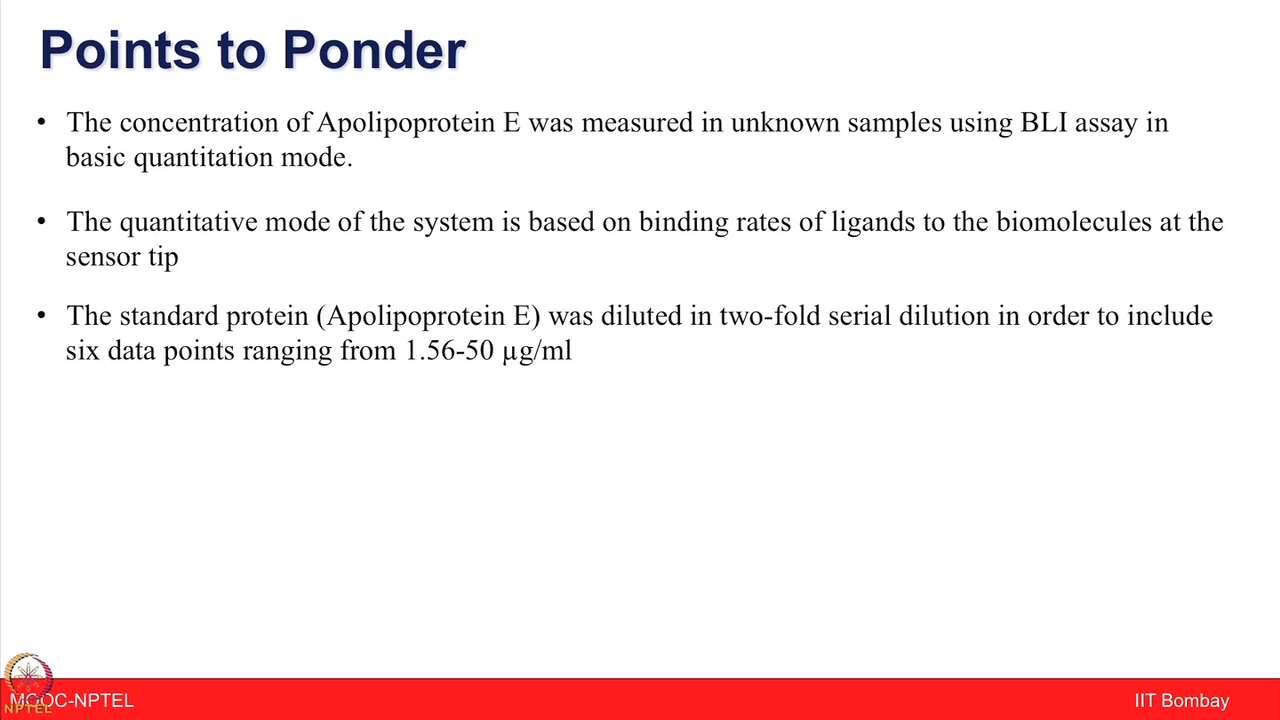 Points to Ponder
• The concentration of Apolipoprotein E was measured in unknown samples using BLI assay in
basic quantitation mode.
• The quantitative mode of the system is based on binding rates of ligands to the biomolecules at the
sensor tip
• The standard protein (Apolipoprotein E) was diluted in two-fold serial dilution in order to include
six data points ranging from 1.56-50 µg/ml
MOOC-NPTEL
NPTEL
IIT Bombay